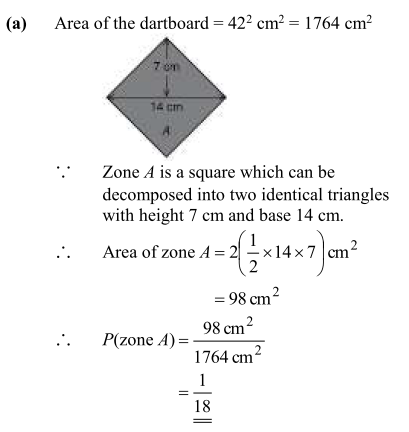 (a) Area of the dartboard = 42² cm² = 1764 cm²
7 cm
14 cm
A
∵ Zone A is a square which can be
decomposed into two identical triangles
with height 7 cm and base 14 cm.
∴ Area of zone A = 2(1/2 × 14 × 7) cm²
= 98 cm²
∴ P(zone A) = 98 cm² / 1764 cm²
= 1/18